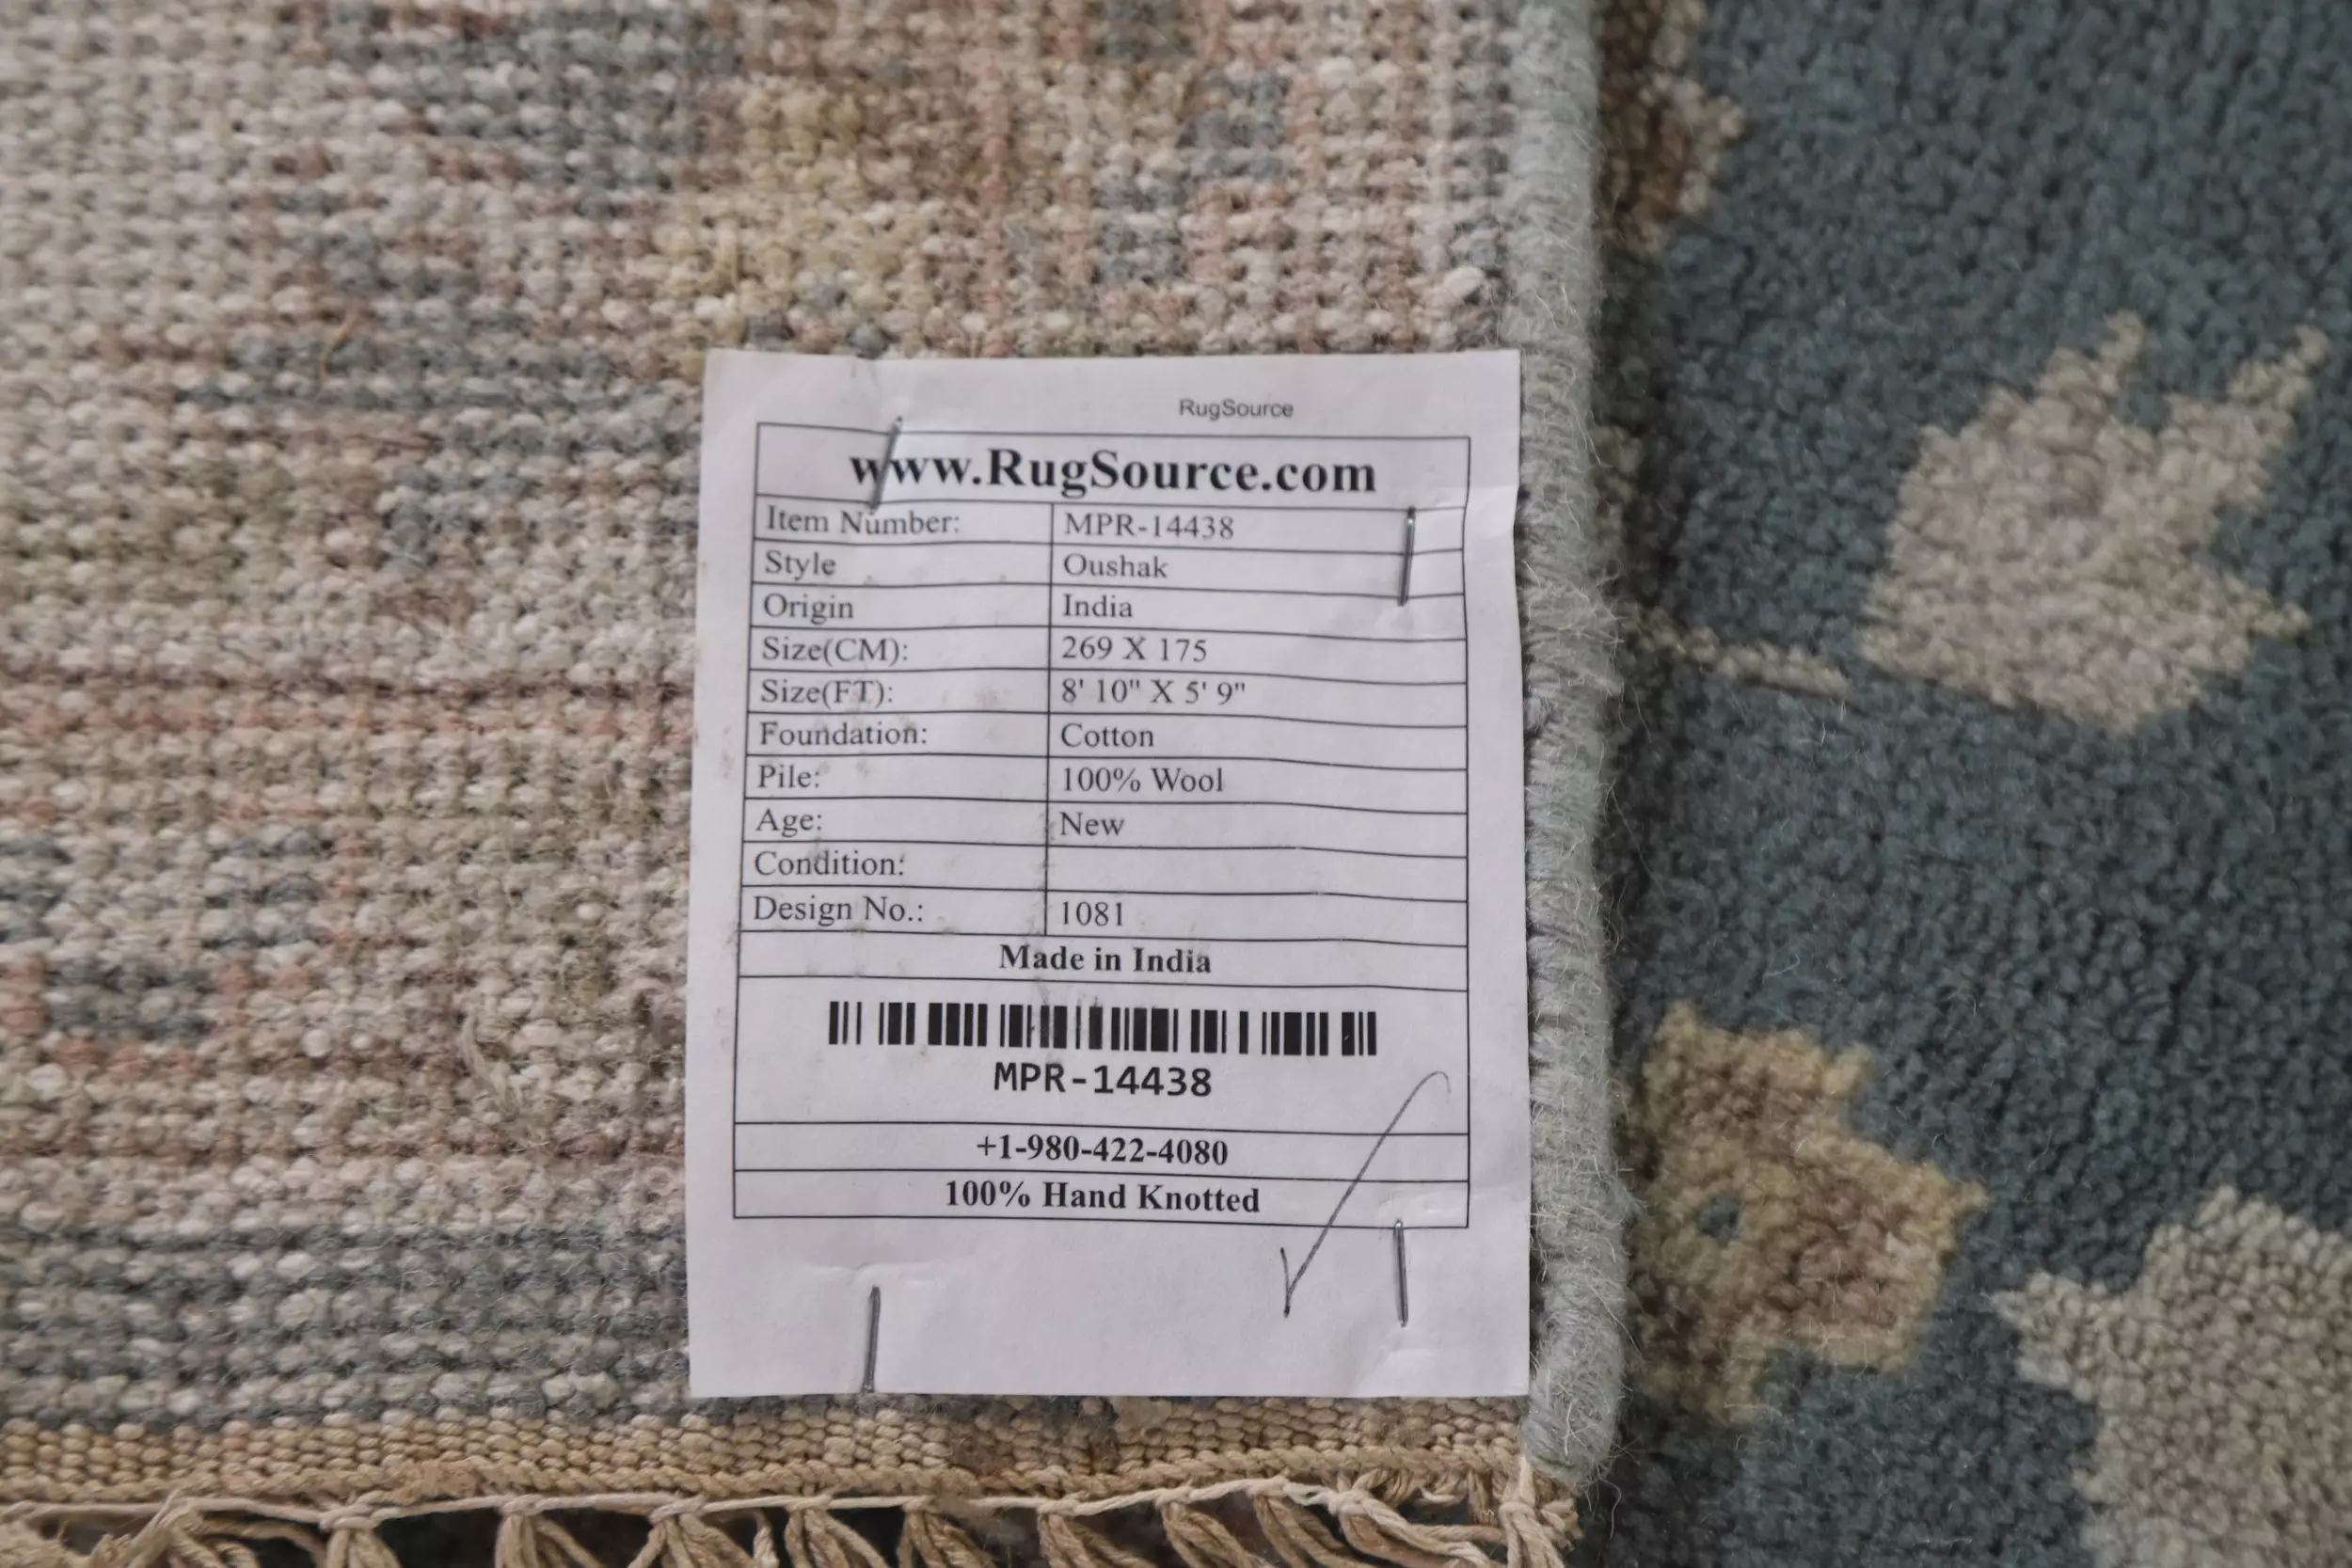 RugSource
www.RugSource.com
Item Number: MPR-14438
Style Oushak
Origin India
Size(CM): 269 X 175
Size(FT): 8' 10" X 5' 9"
Foundation: Cotton
Pile: 100% Wool
Age: New
Condition:
Design No.: 1081
Made in India
MPR-14438
+1-980-422-4080
100% Hand Knotted